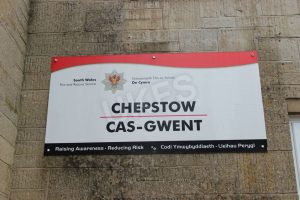 South Wales
Fire and Rescue Service
Gwasanaeth Tân ac Achub
De Cymru
CHEPSTOW
CAS-GWENT
Raising Awareness - Reducing Risk
Codi Ymwybyddiaeth - Lleihau Perygl